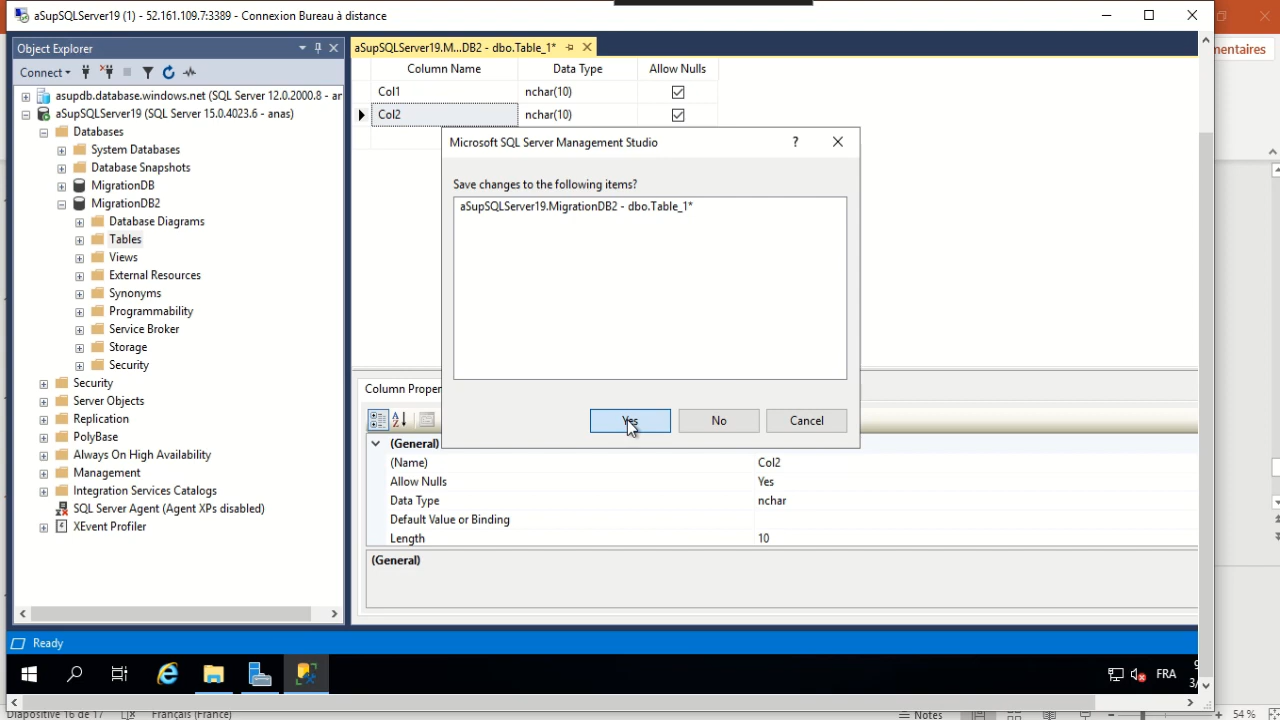 aSupSQLServer19 (1) - 52.161.109.7:3389 - Connexion Bureau à distance
Object Explorer
aSupSQLServer19.M...DB2 - dbo.Table_1*
Column Name
Data Type
Allow Nulls
entaires
Connect
Col1
nchar(10)
Col2
nchar(10)
asupdb.database.windows.net (SQL Server 12.0.2000.8 - an
aSupSQLServer19 (SQL Server 15.0.4023.6 - anas)
Databases
System Databases
Database Snapshots
MigrationDB
MigrationDB2
Database Diagrams
Tables
Views
External Resources
Synonyms
Programmability
Service Broker
Storage
Security
Security
Server Objects
Replication
PolyBase
Always On High Availability
Management
Integration Services Catalogs
SQL Server Agent (Agent XPs disabled)
XEvent Profiler
Microsoft SQL Server Management Studio
Save changes to the following items?
aSupSQLServer19.MigrationDB2 - dbo.Table_1*
Yes
No
Cancel
Column Proper
(General)
(Name)
Col2
Allow Nulls
Yes
Data Type
nchar
Default Value or Binding
Length
10
(General)
Ready
FRA
Diapositive 16 de 17
Français (France)
Notes
54 %